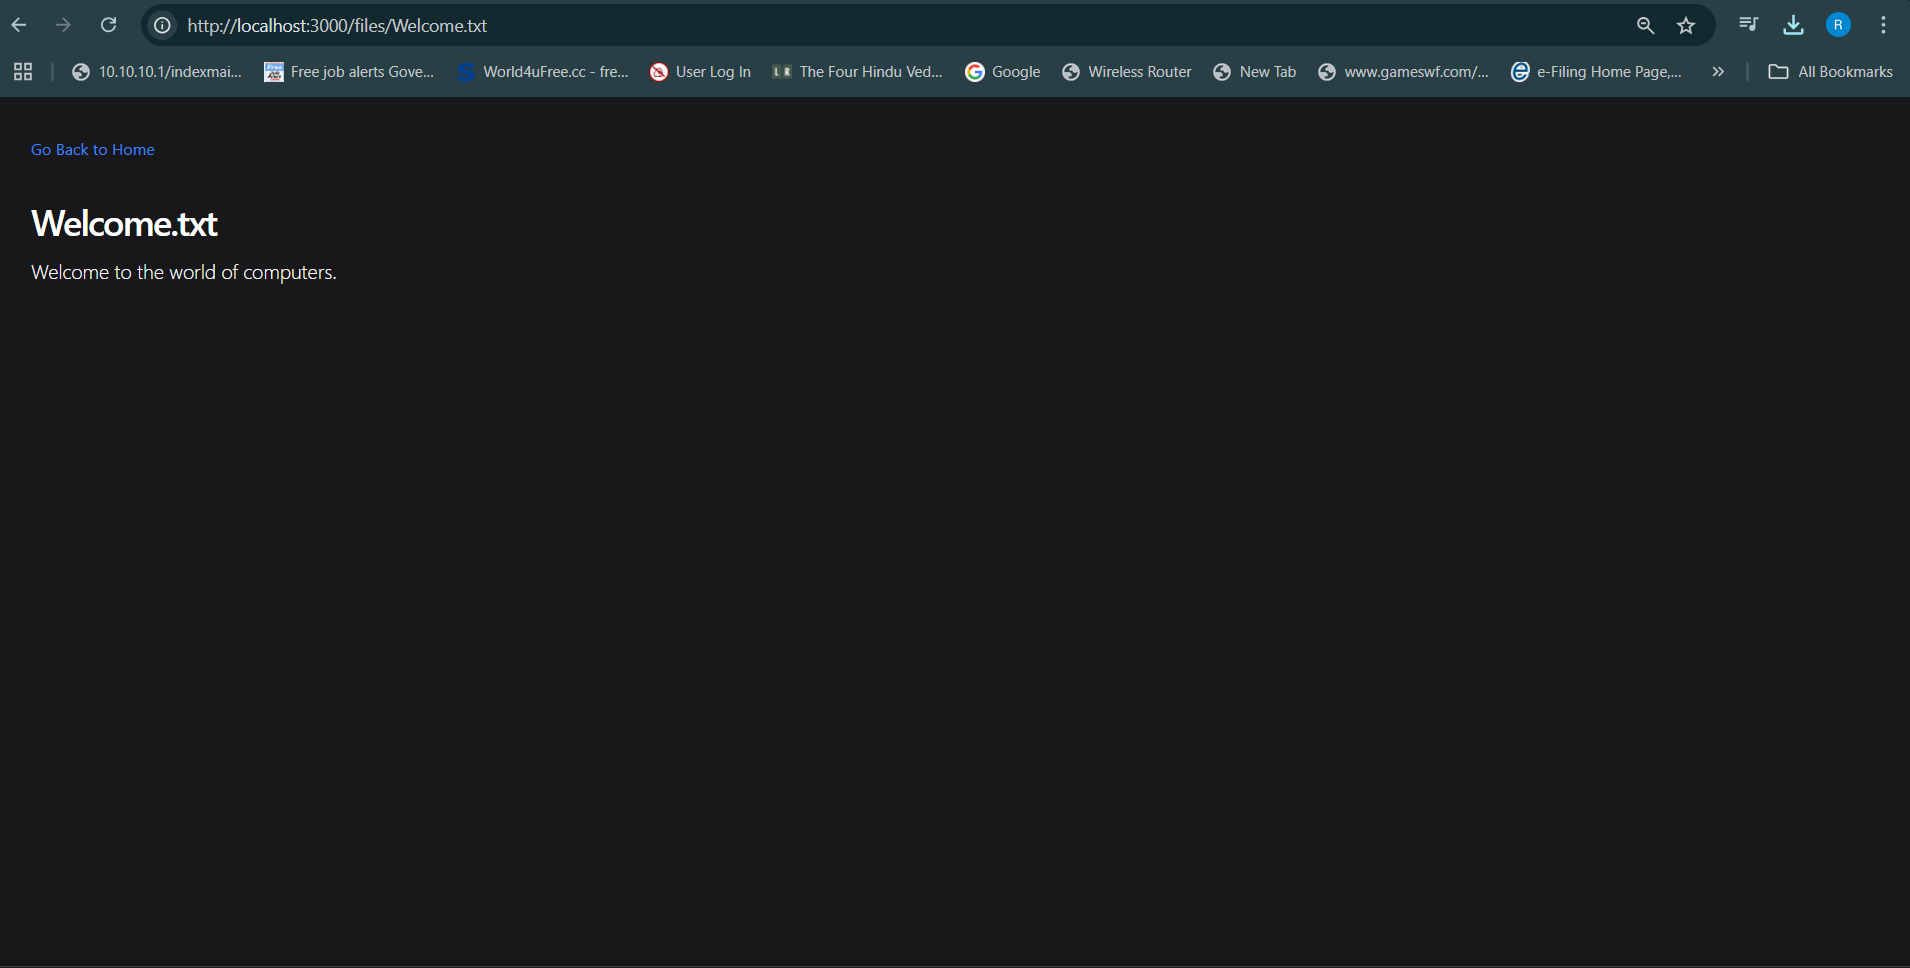 http://localhost:3000/files/Welcome.txt
R
10.10.10.1/indexmai...
Free job alerts Gove...
World4uFree.cc - fre...
User Log In
The Four Hindu Ved...
Google
Wireless Router
New Tab
www.gameswf.com/...
e-Filing Home Page,...
All Bookmarks
Go Back to Home
Welcome.txt
Welcome to the world of computers.